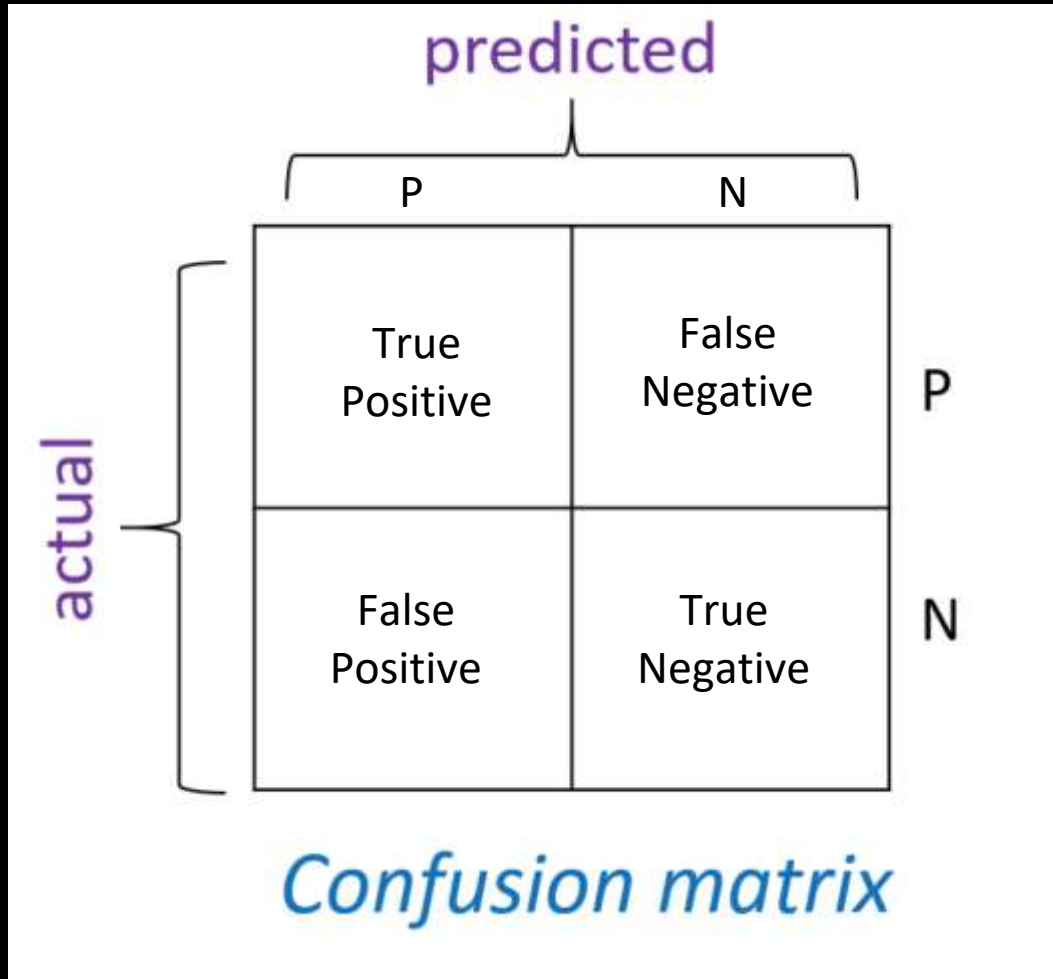 predicted
P
N
True
Positive
False
Negative
P
actual
False
Positive
True
Negative
N
Confusion matrix